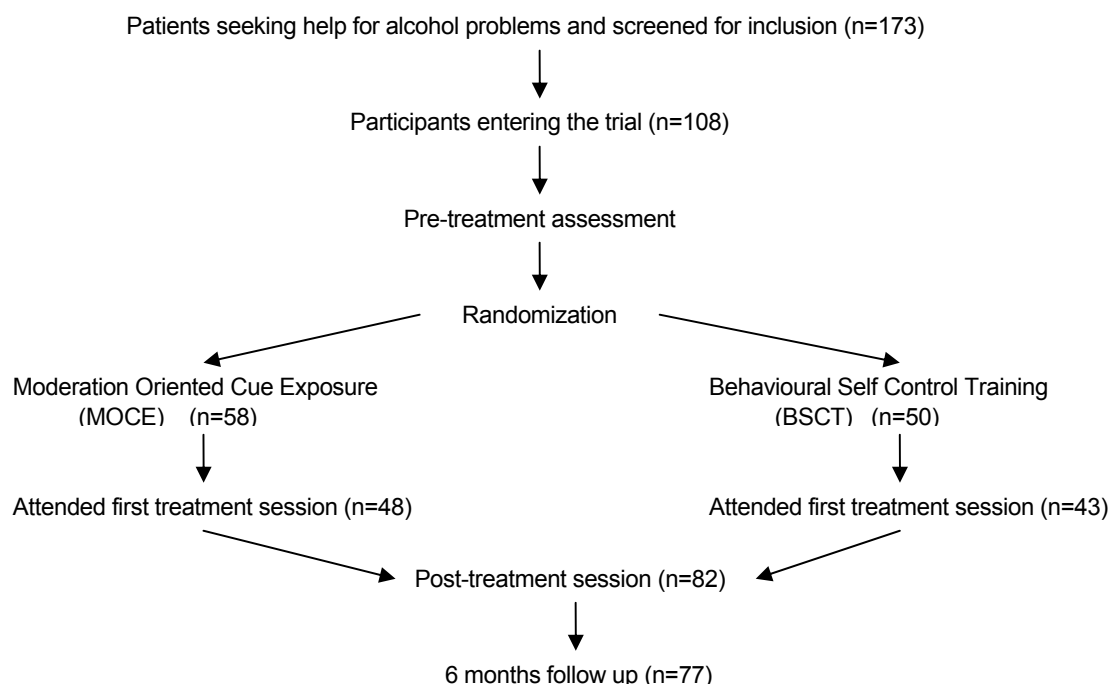 Patients seeking help for alcohol problems and screened for inclusion (n=173)
Participants entering the trial (n=108)
Pre-treatment assessment
Randomization
Moderation Oriented Cue Exposure
(MOCE) (n=58)
Behavioural Self Control Training
(BSCT) (n=50)
Attended first treatment session (n=48)
Attended first treatment session (n=43)
Post-treatment session (n=82)
6 months follow up (n=77)